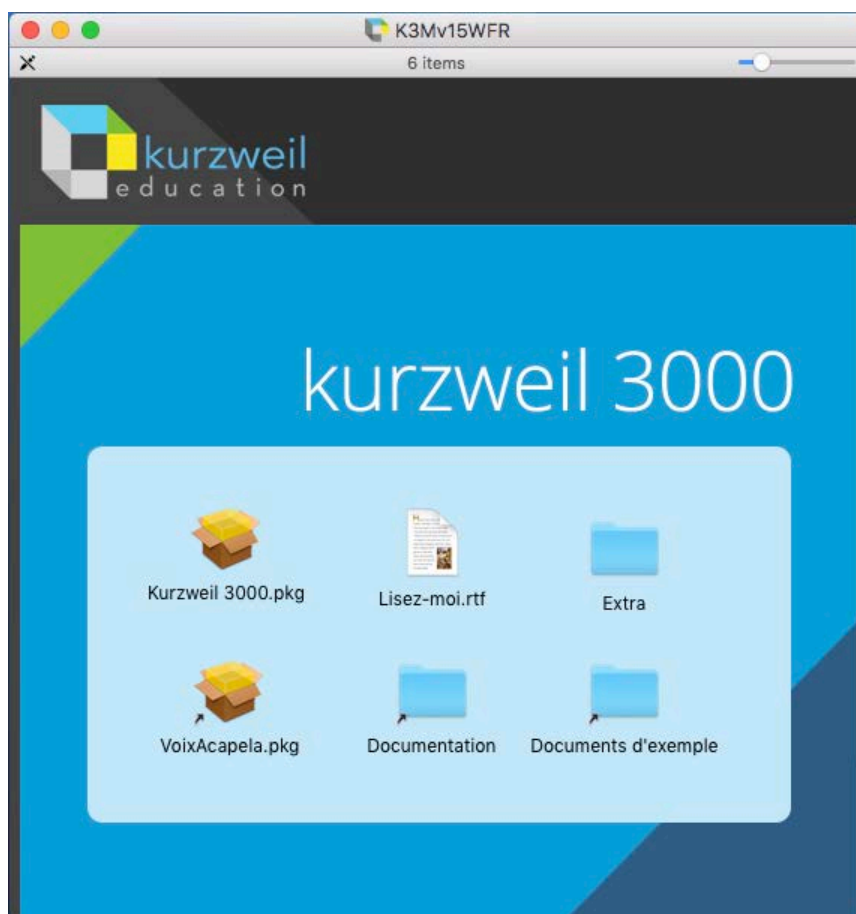 K3Mv15WFR
6 items
kurzweil
education
kurzweil 3000
Kurzweil 3000.pkg
Lisez-moi.rtf
Extra
VoixAcapela.pkg
Documentation
Documents d'exemple